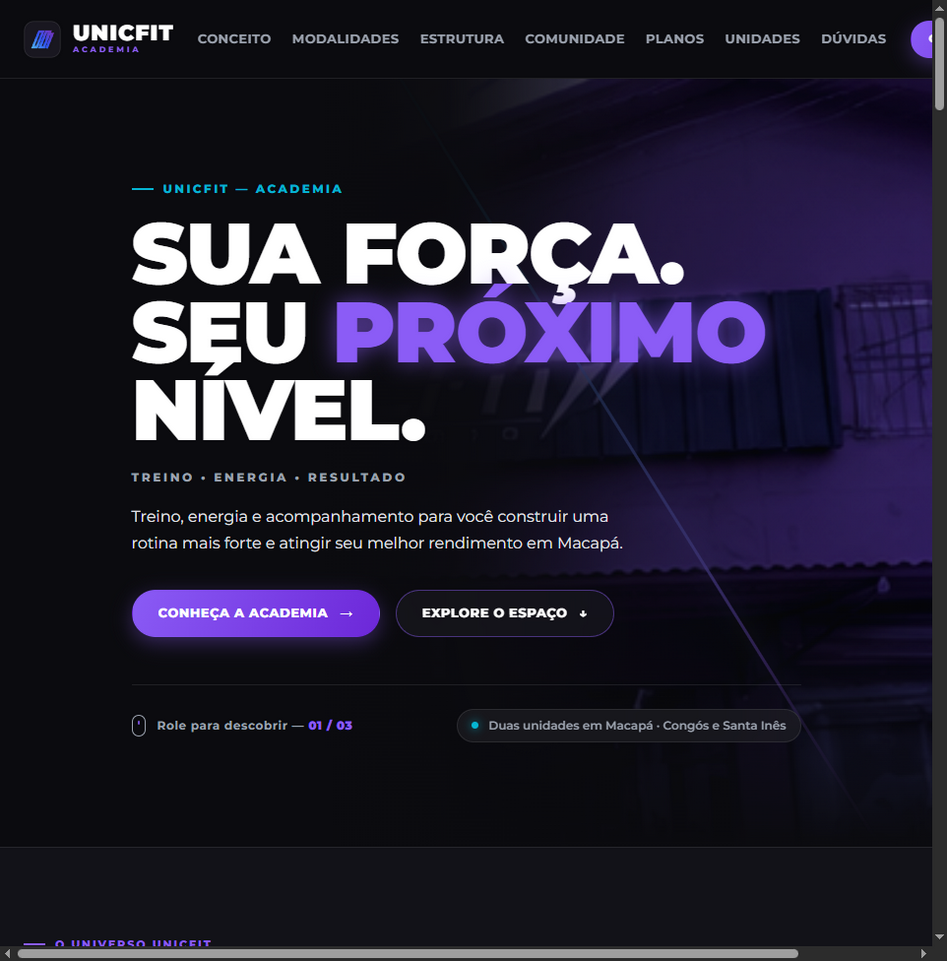 UNICFIT
ACADEMIA
CONCEITO MODALIDADES ESTRUTURA COMUNIDADE PLANOS UNIDADES DÚVIDAS
UNICFIT — ACADEMIA
SUA FORÇA.
SEU PRÓXIMO
NÍVEL.
TREINO • ENERGIA • RESULTADO
Treino, energia e acompanhamento para você construir uma
rotina mais forte e atingir seu melhor rendimento em Macapá.
CONHEÇA A ACADEMIA →
EXPLORE O ESPAÇO ↓
Role para descobrir — 01 / 03
Duas unidades em Macapá · Congós e Santa Inês
O UNIVERSO UNICFIT